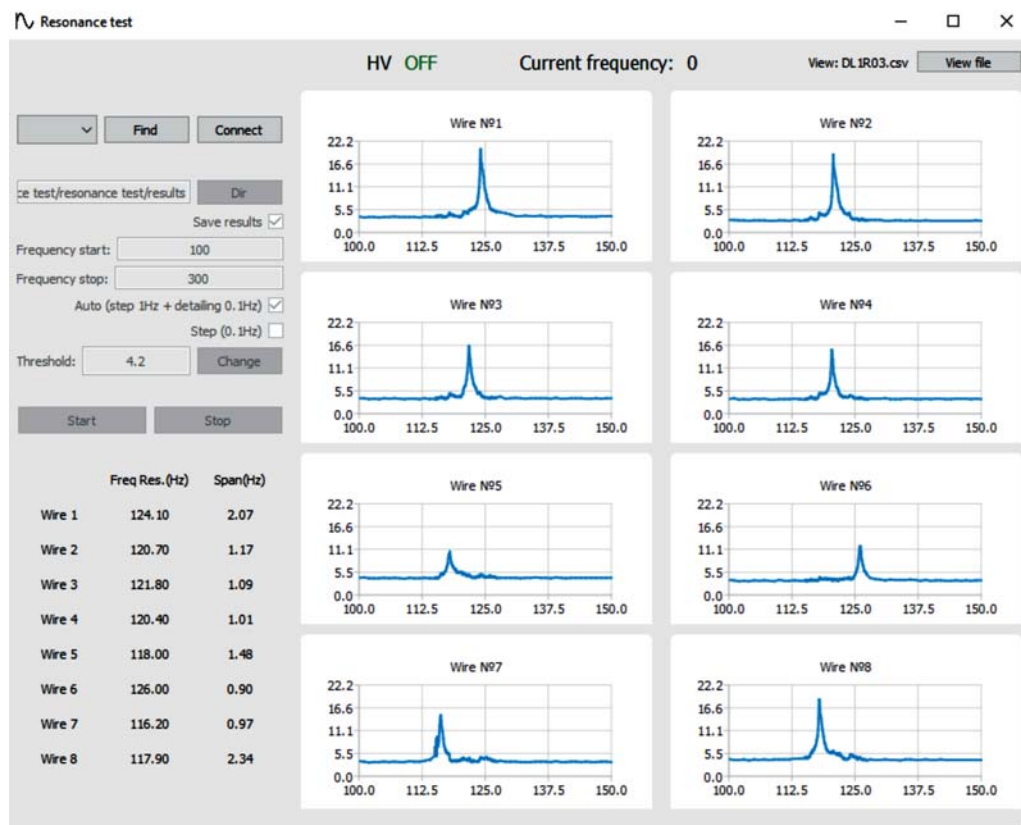 Resonance test
HV OFF Current frequency: 0 View: DL1R03.csv View file
Find Connect
ce test/resonance test/results Dir
Save results
Frequency start: 100
Frequency stop: 300
Auto (step 1Hz + detailing 0.1Hz)
Step (0.1Hz)
Threshold: 4.2 Change
Start Stop
Freq Res.(Hz) Span(Hz)
Wire 1 124.10 2.07
Wire 2 120.70 1.17
Wire 3 121.80 1.09
Wire 4 120.40 1.01
Wire 5 118.00 1.48
Wire 6 126.00 0.90
Wire 7 116.20 0.97
Wire 8 117.90 2.34
Wire №1
22.2
16.6
11.1
5.5
0.0
100.0 112.5 125.0 137.5 150.0
Wire №2
22.2
16.6
11.1
5.5
0.0
100.0 112.5 125.0 137.5 150.0
Wire №3
22.2
16.6
11.1
5.5
0.0
100.0 112.5 125.0 137.5 150.0
Wire №4
22.2
16.6
11.1
5.5
0.0
100.0 112.5 125.0 137.5 150.0
Wire №5
22.2
16.6
11.1
5.5
0.0
100.0 112.5 125.0 137.5 150.0
Wire №6
22.2
16.6
11.1
5.5
0.0
100.0 112.5 125.0 137.5 150.0
Wire №7
22.2
16.6
11.1
5.5
0.0
100.0 112.5 125.0 137.5 150.0
Wire №8
22.2
16.6
11.1
5.5
0.0
100.0 112.5 125.0 137.5 150.0